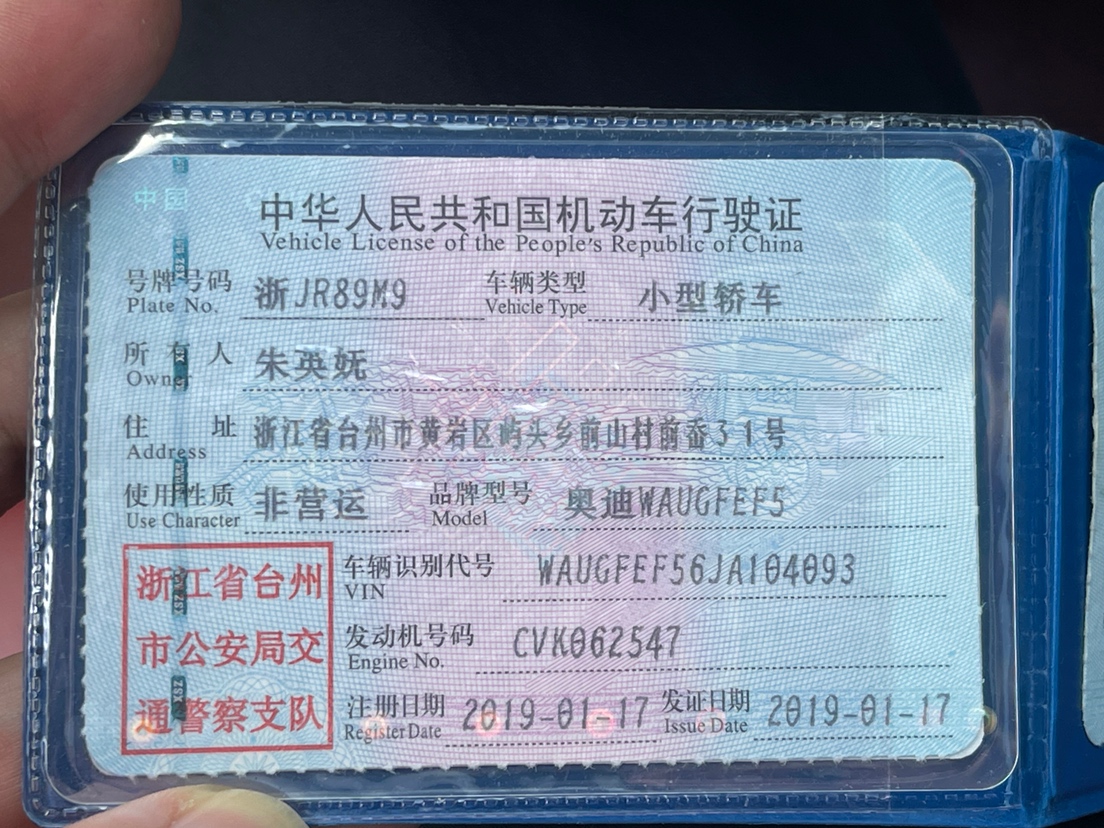 中国
中华人民共和国机动车行驶证
Vehicle License of the People's Republic of China
号牌号码 浙JR89M9 车辆类型 小型轿车
Plate No. Vehicle Type
所有人 朱英妩
Owner
住址 浙江省台州市黄岩区屿头乡前山村前岙31号
Address
使用性质 非营运 品牌型号 奥迪WAUGFEF5
Use Character Model
浙江省台州
市公安局交
通警察支队
车辆识别代号 WAUGFEF56JA104093
VIN
发动机号码 CVK062547
Engine No.
注册日期 2019-01-17 发证日期 2019-01-17
Register Date Issue Date